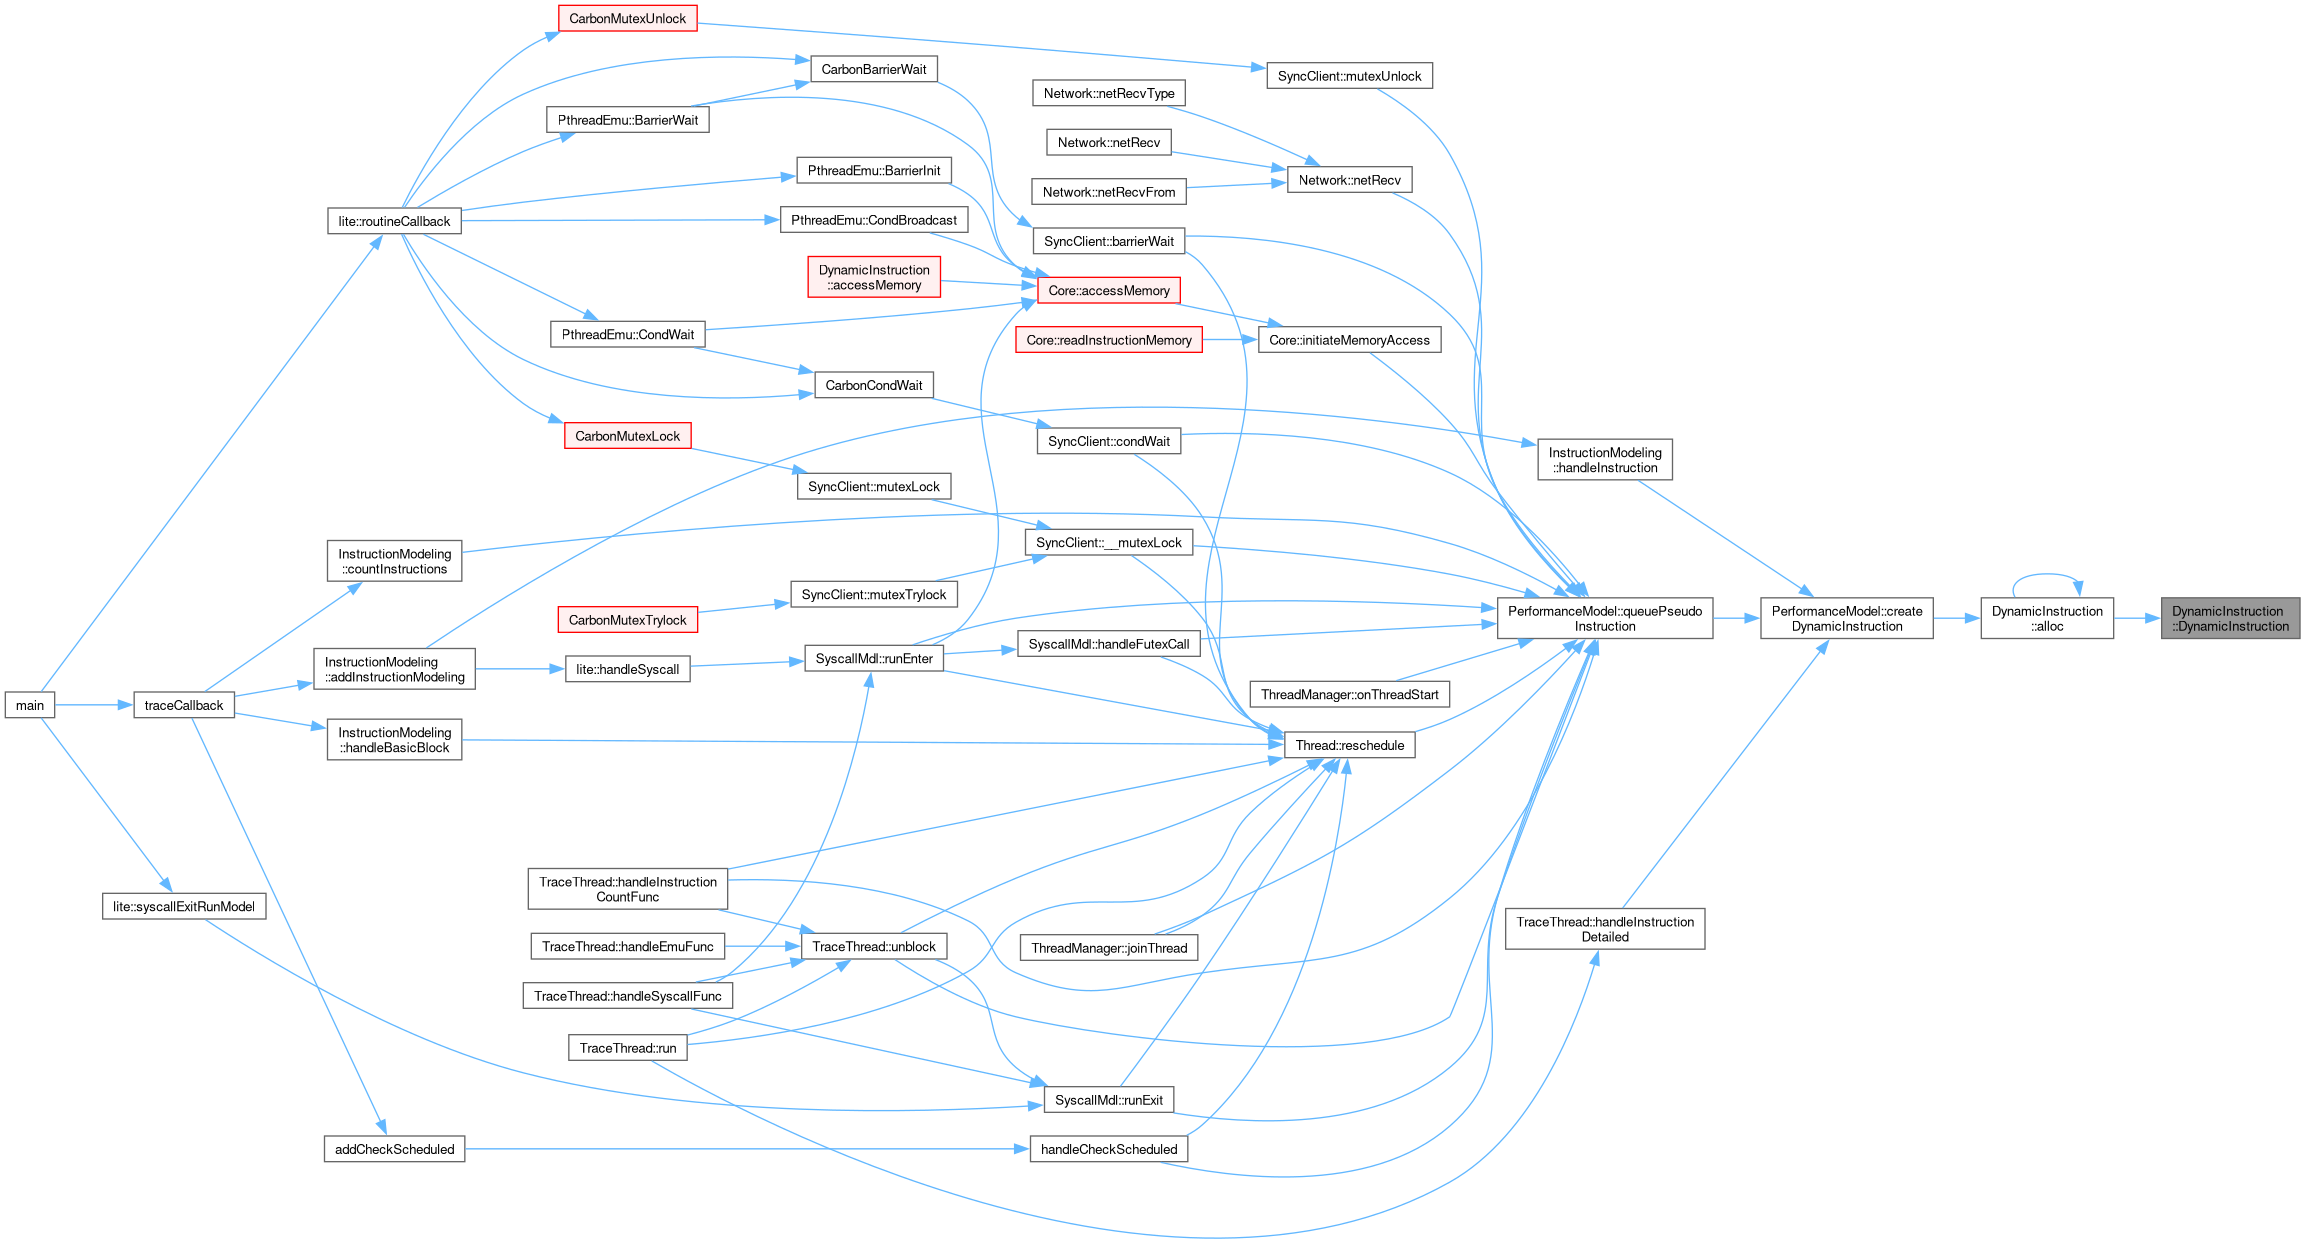 CarbonMutexUnlock
CarbonBarrierWait
SyncClient::mutexUnlock
Network::netRecvType
PthreadEmu::BarrierWait
Network::netRecv
PthreadEmu::BarrierInit
Network::netRecv
Network::netRecvFrom
lite::routineCallback
PthreadEmu::CondBroadcast
SyncClient::barrierWait
DynamicInstruction
::accessMemory
Core::accessMemory
PthreadEmu::CondWait
Core::readInstructionMemory
Core::initiateMemoryAccess
CarbonCondWait
CarbonMutexLock
SyncClient::condWait
InstructionModeling
::handleInstruction
SyncClient::mutexLock
SyncClient::__mutexLock
InstructionModeling
::countInstructions
SyncClient::mutexTrylock
CarbonMutexTrylock
PerformanceModel::queuePseudo
Instruction
PerformanceModel::create
DynamicInstruction
DynamicInstruction
::alloc
DynamicInstruction
::DynamicInstruction
SyscallMdl::handleFutexCall
SyscallMdl::runEnter
lite::handleSyscall
InstructionModeling
::addInstructionModeling
ThreadManager::onThreadStart
main
traceCallback
InstructionModeling
::handleBasicBlock
Thread::reschedule
TraceThread::handleInstruction
CountFunc
lite::syscallExitRunModel
TraceThread::handleInstruction
Detailed
TraceThread::handleEmuFunc
TraceThread::unblock
ThreadManager::joinThread
TraceThread::handleSyscallFunc
TraceThread::run
SyscallMdl::runExit
addCheckScheduled
handleCheckScheduled